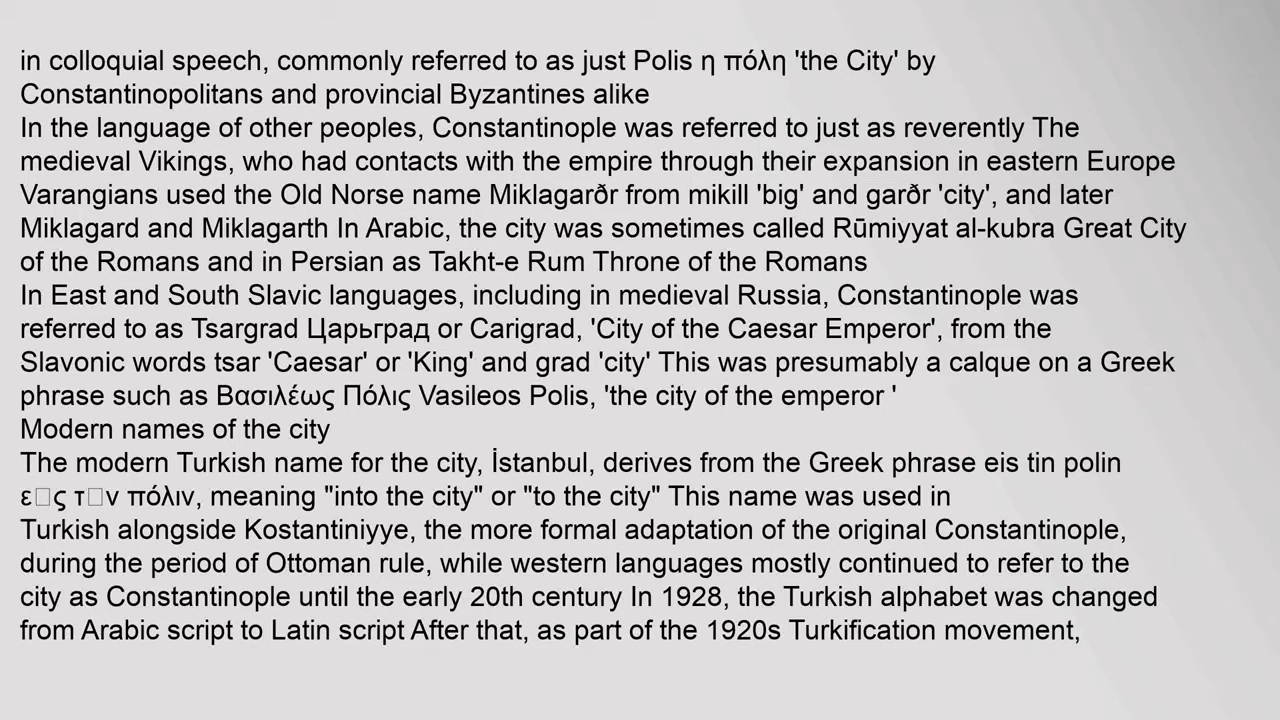 in colloquial speech, commonly referred to as just Polis η πόλη 'the City' by
Constantinopolitans and provincial Byzantines alike
In the language of other peoples, Constantinople was referred to just as reverently The
medieval Vikings, who had contacts with the empire through their expansion in eastern Europe
Varangians used the Old Norse name Miklagarðr from mikill 'big' and garðr 'city', and later
Miklagard and Miklagarth In Arabic, the city was sometimes called Rūmiyyat al-kubra Great City
of the Romans and in Persian as Takht-e Rum Throne of the Romans
In East and South Slavic languages, including in medieval Russia, Constantinople was
referred to as Tsargrad Царьград or Carigrad, 'City of the Caesar Emperor', from the
Slavonic words tsar 'Caesar' or 'King' and grad 'city' This was presumably a calque on a Greek
phrase such as Βασιλέως Πόλις Vasileos Polis, 'the city of the emperor '
Modern names of the city
The modern Turkish name for the city, İstanbul, derives from the Greek phrase eis tin polin
ε□ς τ□ν πόλιν, meaning "into the city" or "to the city" This name was used in
Turkish alongside Kostantiniyye, the more formal adaptation of the original Constantinople,
during the period of Ottoman rule, while western languages mostly continued to refer to the
city as Constantinople until the early 20th century In 1928, the Turkish alphabet was changed
from Arabic script to Latin script After that, as part of the 1920s Turkification movement,